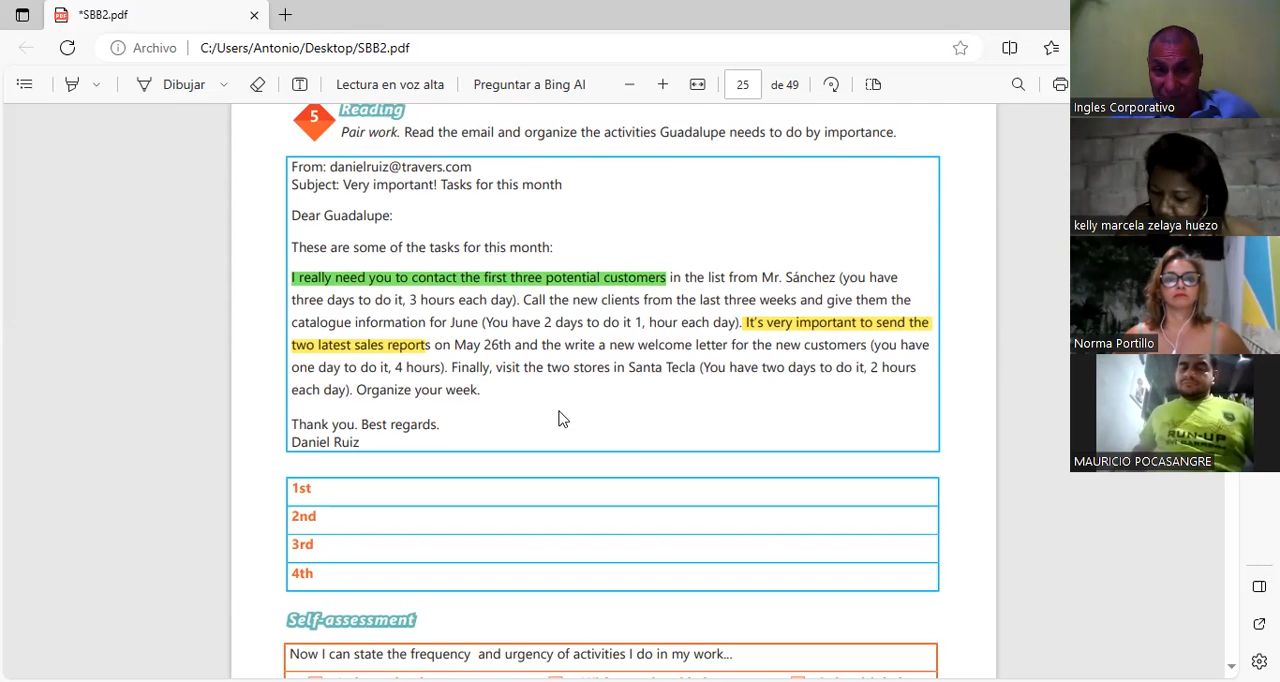 *SBB2.pdf
Archivo
C:/Users/Antonio/Desktop/SBB2.pdf
Dibujar
Lectura en voz alta
Preguntar a Bing AI
25
de 49
5
Reading
Pair work. Read the email and organize the activities Guadalupe needs to do by importance.
From: danielruiz@travers.com
Subject: Very important! Tasks for this month
Dear Guadalupe:
These are some of the tasks for this month:
I really need you to contact the first three potential customers in the list from Mr. Sánchez (you have
three days to do it, 3 hours each day). Call the new clients from the last three weeks and give them the
catalogue information for June (You have 2 days to do it 1, hour each day). It's very important to send the
two latest sales reports on May 26th and the write a new welcome letter for the new customers (you have
one day to do it, 4 hours). Finally, visit the two stores in Santa Tecla (You have two days to do it, 2 hours
each day). Organize your week.
Thank you. Best regards.
Daniel Ruiz
1st
2nd
3rd
4th
Self-assessment
Now I can state the frequency and urgency of activities I do in my work...
Ingles Corporativo
kelly marcela zelaya huezo
Norma Portillo
RUN-UP
MAURICIO POCASANGRE